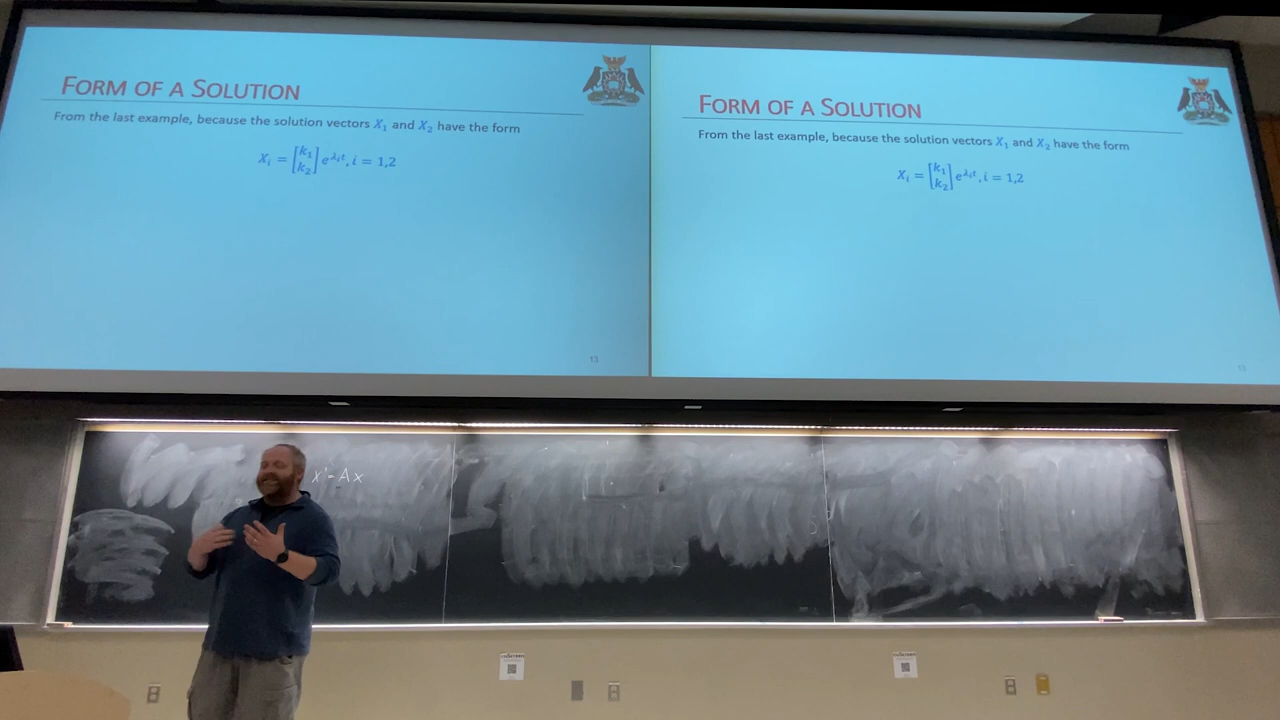 FORM OF A SOLUTION
From the last example, because the solution vectors X₁ and X₂ have the form
Xᵢ = [k₁ k₂] e^λᵢt, i = 1,2
13
FORM OF A SOLUTION
From the last example, because the solution vectors X₁ and X₂ have the form
Xᵢ = [k₁ k₂] e^λᵢt, i = 1,2
13
x' = Ax